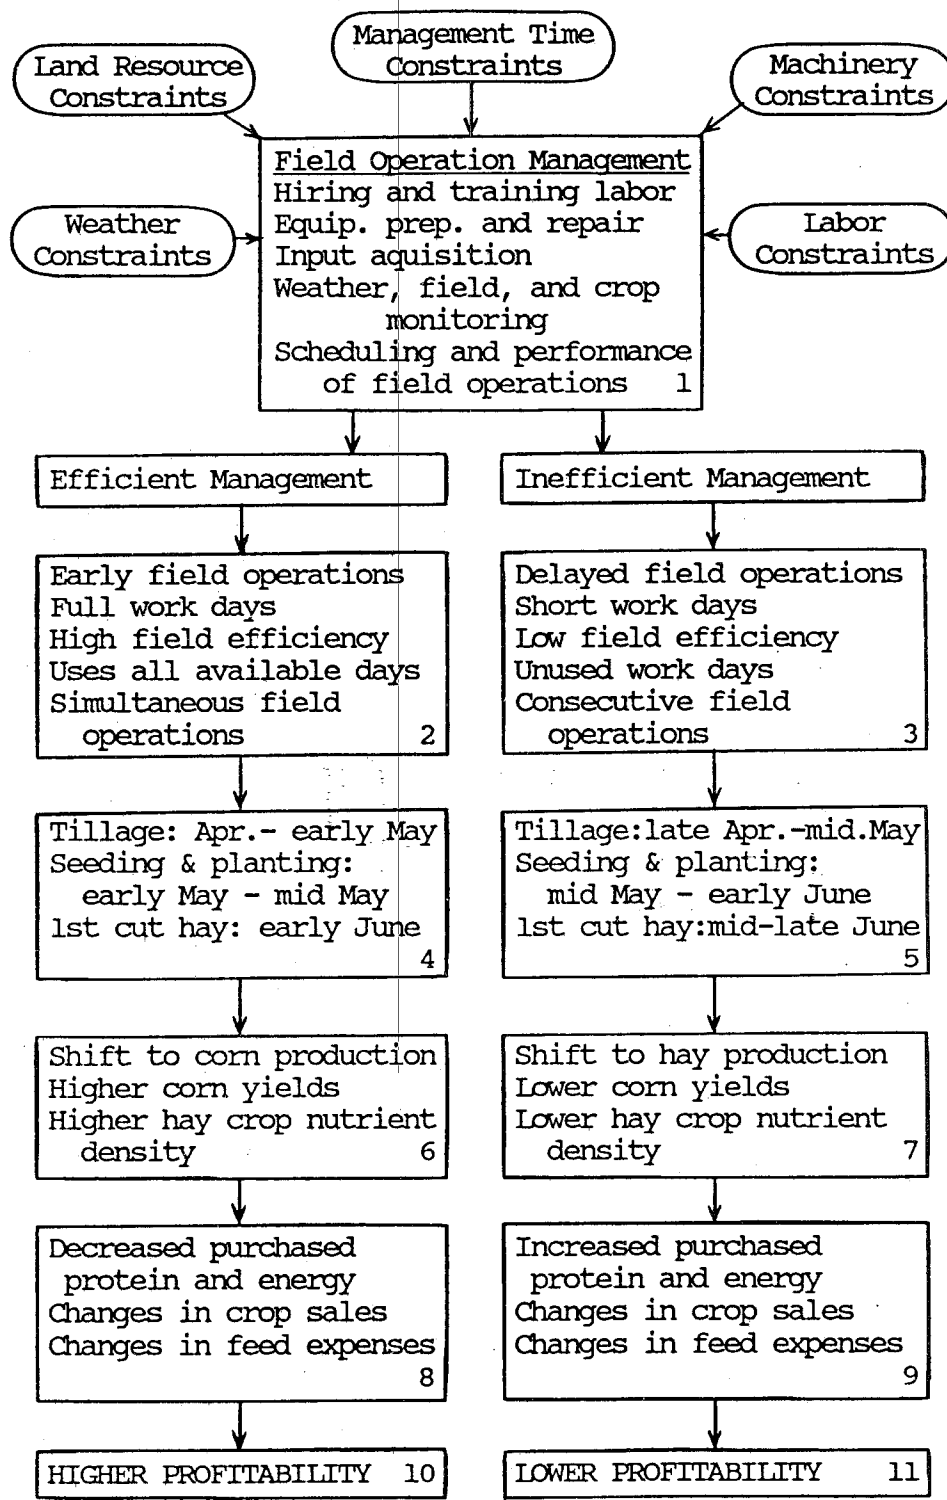 Management Time
Constraints
Land Resource
Constraints
Machinery
Constraints
Weather
Constraints
Labor
Constraints
Field Operation Management
Hiring and training labor
Equip. prep. and repair
Input aquisition
Weather, field, and crop
monitoring
Scheduling and performance
of field operations 1
Efficient Management
Early field operations
Full work days
High field efficiency
Uses all available days
Simultaneous field
operations 2
Tillage: Apr.- early May
Seeding & planting:
early May - mid May
1st cut hay: early June
4
Shift to corn production
Higher corn yields
Higher hay crop nutrient
density 6
Decreased purchased
protein and energy
Changes in crop sales
Changes in feed expenses
8
HIGHER PROFITABILITY 10
Inefficient Management
Delayed field operations
Short work days
Low field efficiency
Unused work days
Consecutive field
operations 3
Tillage:late Apr.-mid.May
Seeding & planting:
mid May - early June
1st cut hay:mid-late June
5
Shift to hay production
Lower corn yields
Lower hay crop nutrient
density 7
Increased purchased
protein and energy
Changes in crop sales
Changes in feed expenses
9
LOWER PROFITABILITY 11